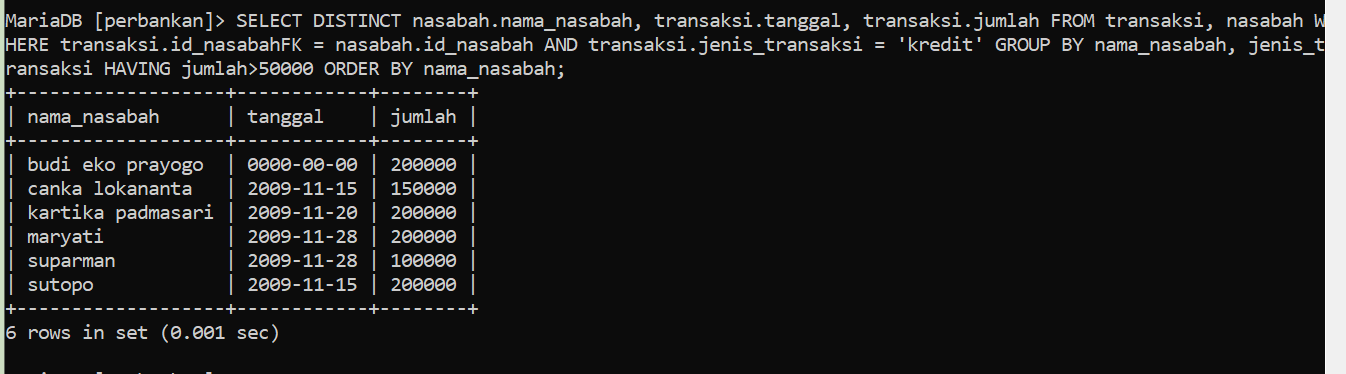 MariaDB [perbankan]> SELECT DISTINCT nasabah.nama_nasabah, transaksi.tanggal, transaksi.jumlah FROM transaksi, nasabah W
HERE transaksi.id_nasabahFK = nasabah.id_nasabah AND transaksi.jenis_transaksi = 'kredit' GROUP BY nama_nasabah, jenis_t
ransaksi HAVING jumlah>50000 ORDER BY nama_nasabah;
+-------------------+------------+--------+
| nama_nasabah      | tanggal    | jumlah |
+-------------------+------------+--------+
| budi eko prayogo  | 0000-00-00 | 200000 |
| canka lokananta   | 2009-11-15 | 150000 |
| kartika padmasari | 2009-11-20 | 200000 |
| maryati           | 2009-11-28 | 200000 |
| suparman          | 2009-11-28 | 100000 |
| sutopo            | 2009-11-15 | 200000 |
+-------------------+------------+--------+
6 rows in set (0.001 sec)